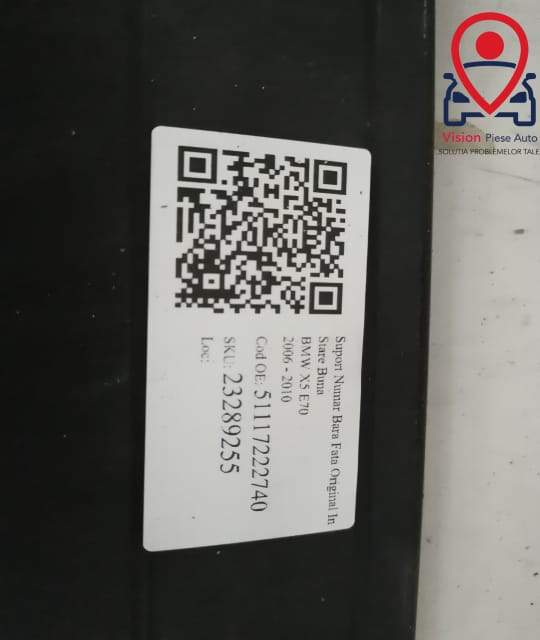 Vision Piese Auto
SOLUTIA PROBLEMELOR TALE
Suport Numar Bara Fata Original In
Stare Buna
BMW X5 E70
2006 - 2010
Cod OE: 51117222740
SKU: 23289255
Loc: